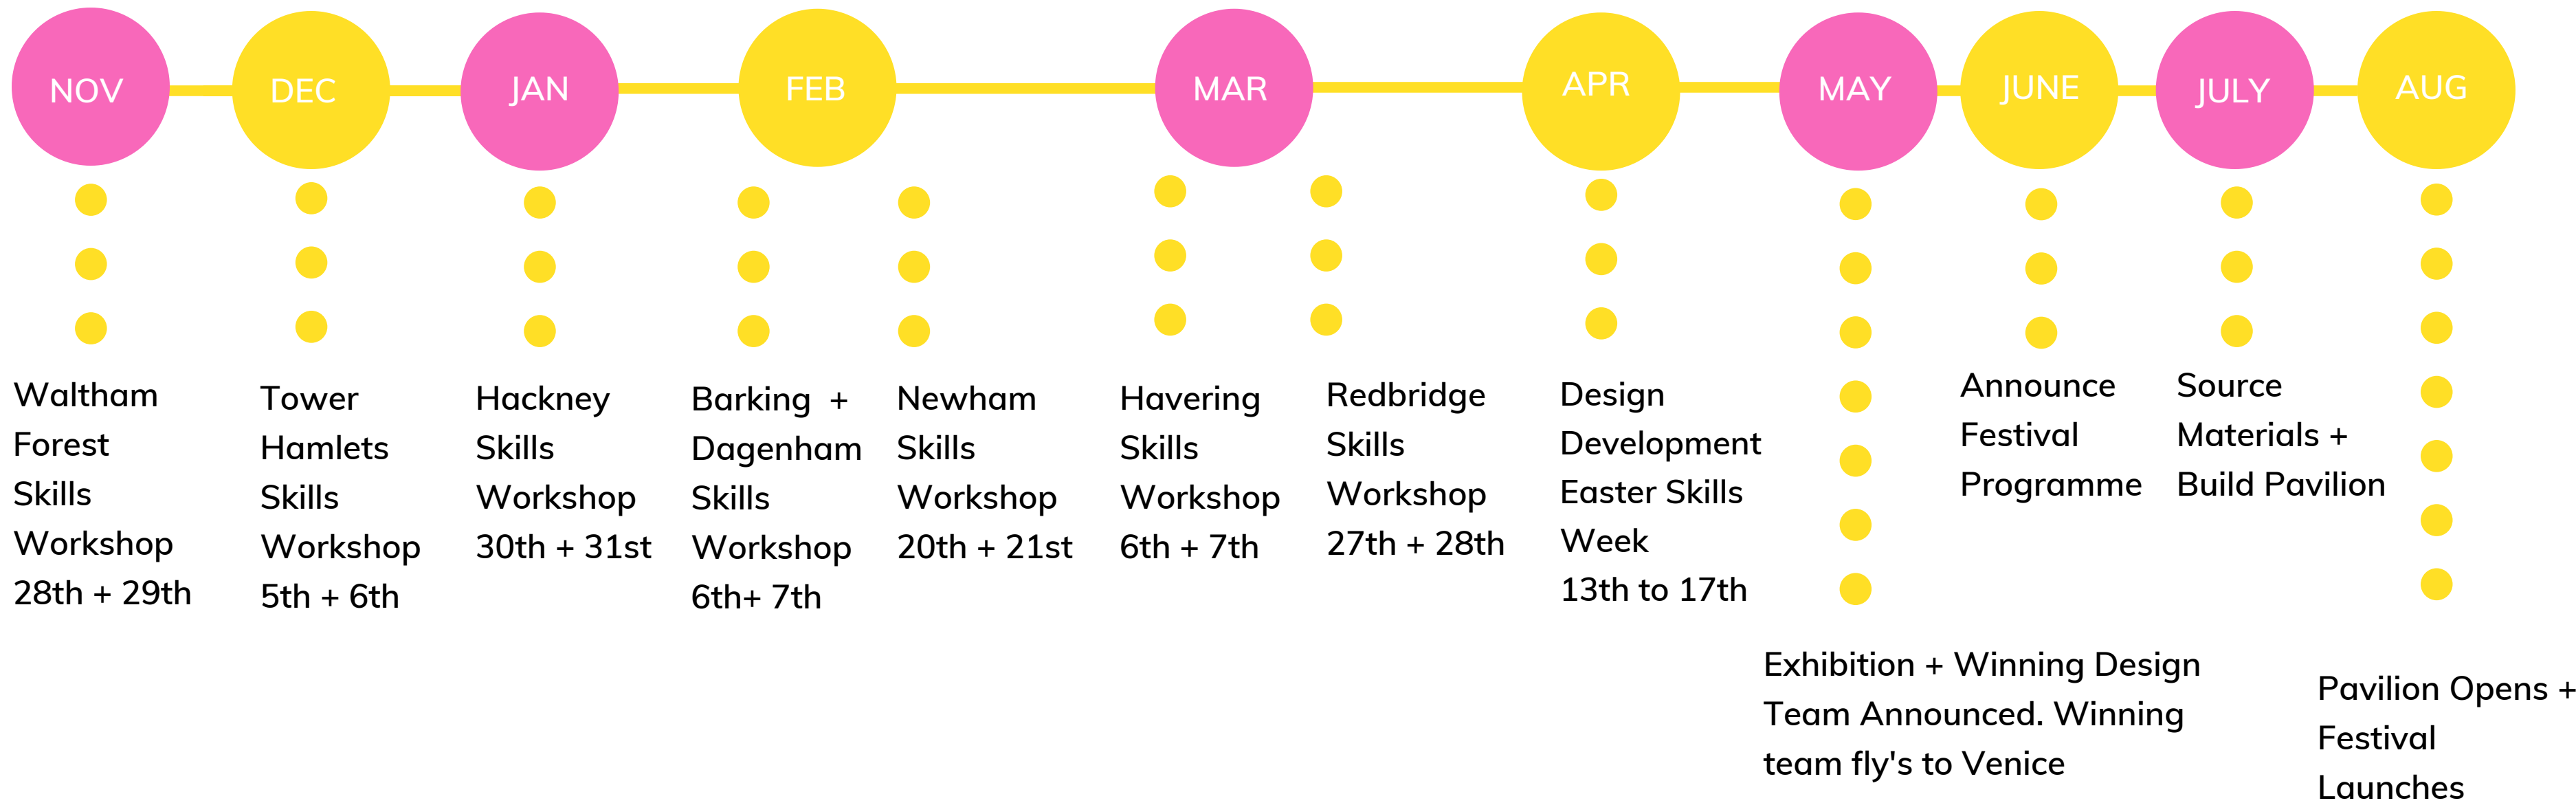 NOV
DEC
JAN
FEB
MAR
APR
MAY
JUNE
JULY
AUG
Waltham
Forest
Skills
Workshop
28th + 29th
Tower
Hamlets
Skills
Workshop
5th + 6th
Hackney
Skills
Workshop
30th + 31st
Barking +
Dagenham
Skills
Workshop
6th+ 7th
Newham
Skills
Workshop
20th + 21st
Havering
Skills
Workshop
6th + 7th
Redbridge
Skills
Workshop
27th + 28th
Design
Development
Easter Skills
Week
13th to 17th
Exhibition + Winning Design
Team Announced. Winning
team fly's to Venice
Announce
Festival
Programme
Source
Materials +
Build Pavilion
Pavilion Opens +
Festival
Launches